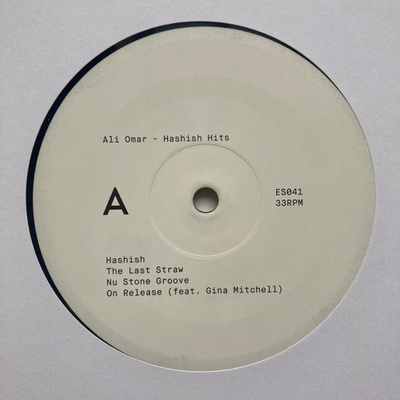 Ali Omar - Hashish Hits
A
ES041
33RPM
Hashish
The Last Straw
Nu Stone Groove
On Release (feat. Gina Mitchell)